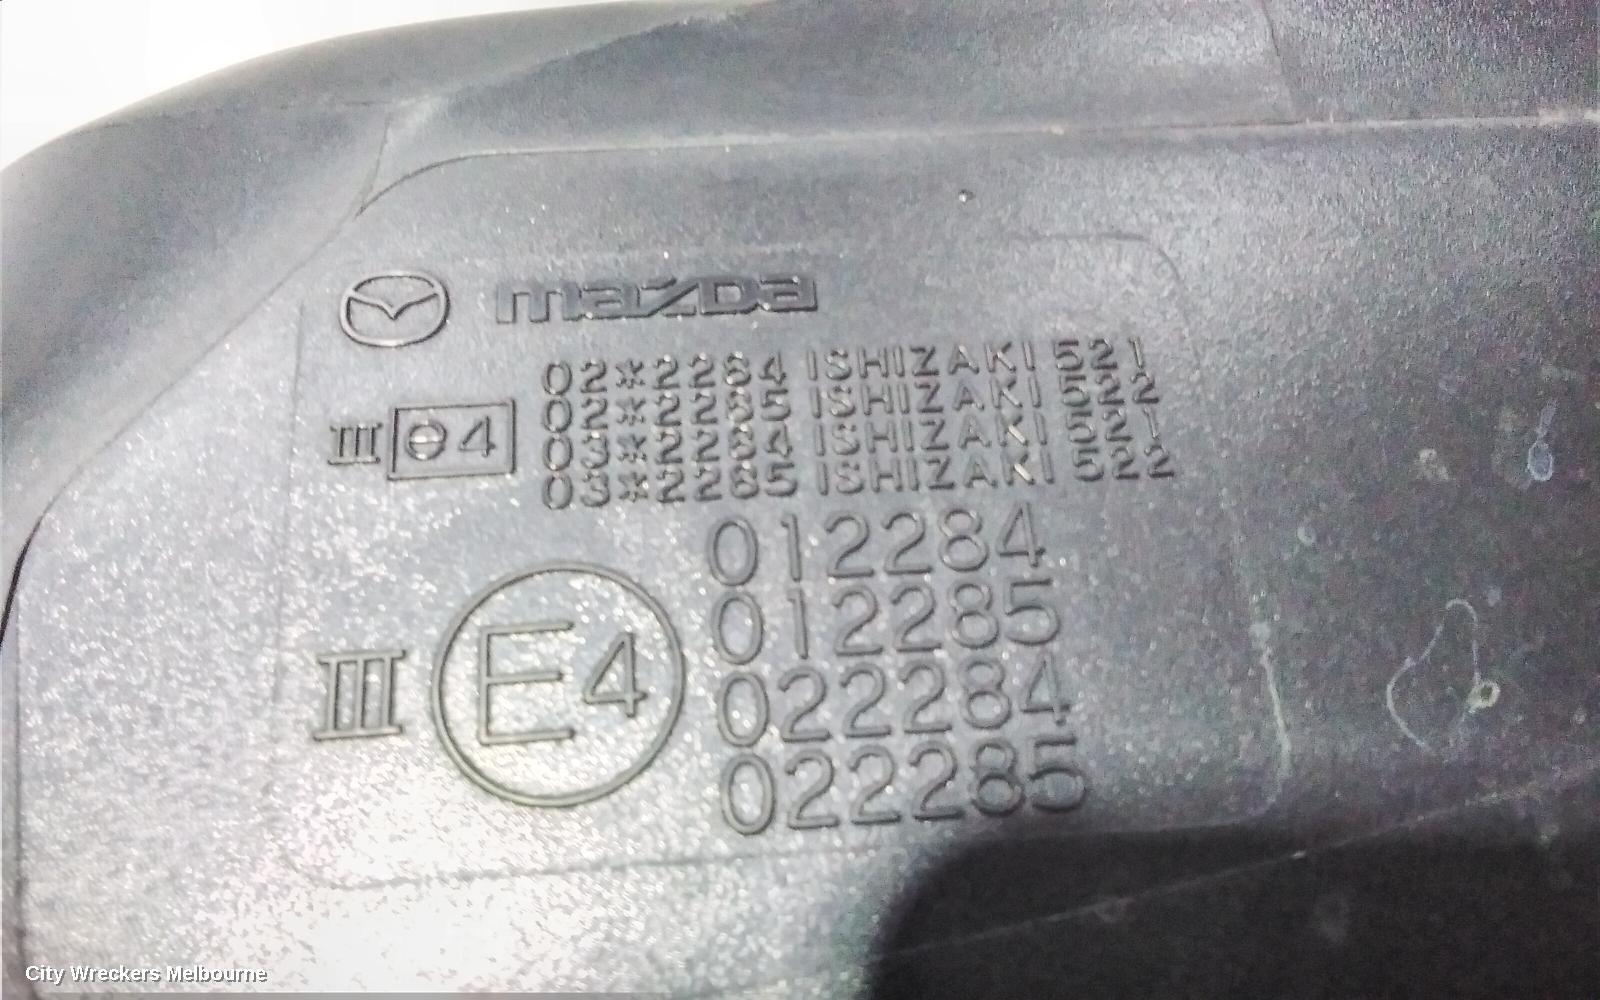 mazda
02*2284 ISHIZAKI 521
02*2285 ISHIZAKI 522
03*2284 ISHIZAKI 521
03*2285 ISHIZAKI 522
III e4
012284
012285
022284
022285
III E4
City Wreckers Melbourne